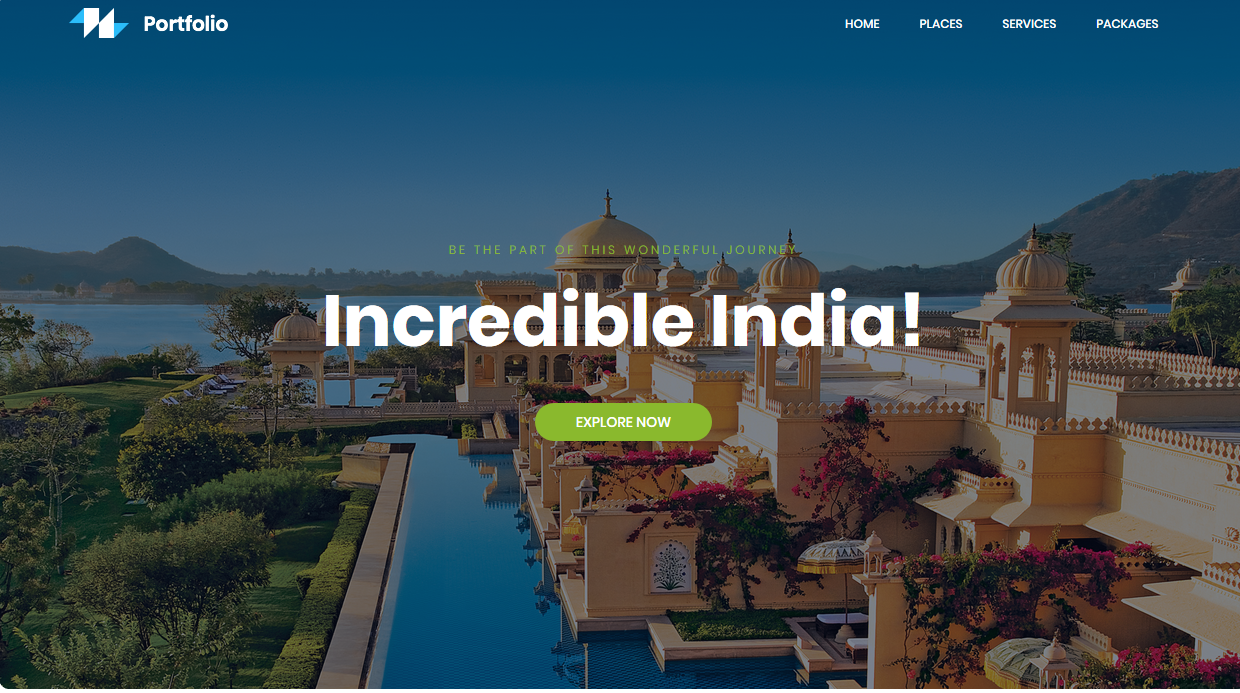 Portfolio
HOME PLACES SERVICES PACKAGES
BE THE PART OF THIS WONDERFUL JOURNEY
Incredible India!
EXPLORE NOW